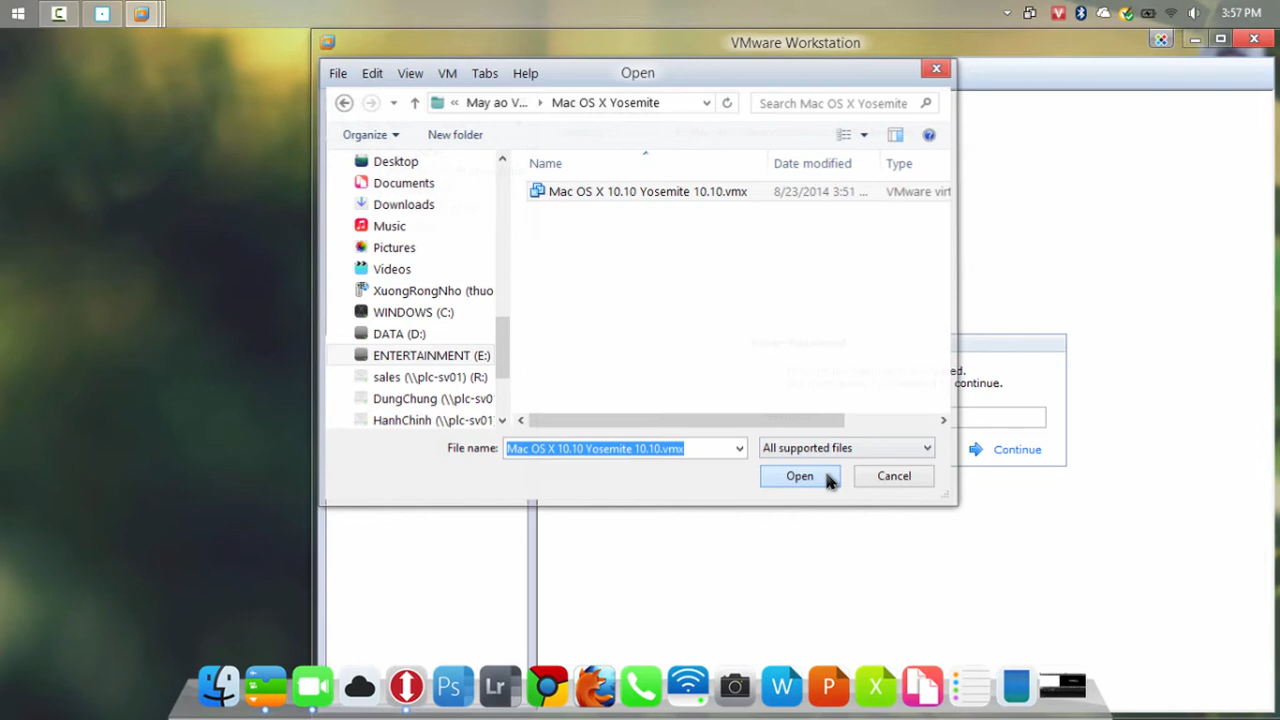 3:57 PM
VMware Workstation
File Edit View VM Tabs Help
Open
« May ao V... Mac OS X Yosemite
Search Mac OS X Yosemite
Organize
New folder
Name
Date modified
Type
Desktop
Documents
Downloads
Music
Pictures
Videos
XuongRongNho (thuo
WINDOWS (C:)
DATA (D:)
ENTERTAINMENT (E:)
sales (\\plc-sv01) (R:)
DungChung (\\plc-sv0
HanhChinh (\\plc-sv01
Mac OS X 10.10 Yosemite 10.10.vmx
8/23/2014 3:51 ...
VMware virt
File name:
Mac OS X 10.10 Yosemite 10.10.vmx
All supported files
Open
Cancel
continue.
Continue
Ps
Lr
W
P
X